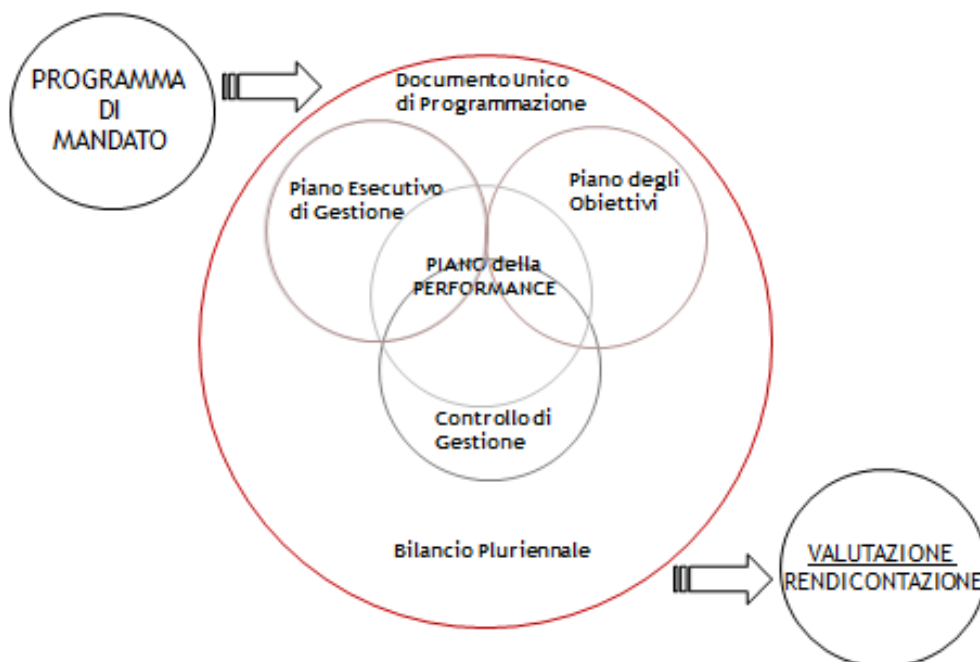 PROGRAMMA
DI
MANDATO
Documento Unico
di Programmazione
Piano Esecutivo
di Gestione
Piano degli
Obiettivi
PIANO della
PERFORMANCE
Controllo di
Gestione
Bilancio Pluriennale
VALUTAZIONE
RENDICONTAZIONE